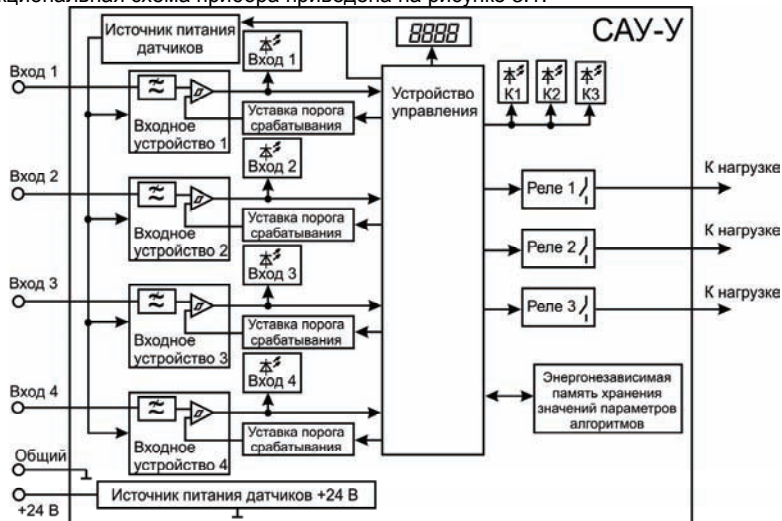 кциональная схема прибора приведена на рисунке 3.1.
САУ-У
Источник питания
датчиков
8888
Вход 1
Вход 1
Устройство
управления
К1
К2
К3
Входное
устройство 1
Уставка порога
срабатывания
Вход 2
Вход 2
К нагрузке
Реле 1
Входное
устройство 2
Уставка порога
срабатывания
К нагрузке
Реле 2
Вход 3
Вход 3
К нагрузке
Реле 3
Входное
устройство 3
Уставка порога
срабатывания
Вход 4
Вход 4
Энергонезависимая
память хранения
значений параметров
алгоритмов
Входное
устройство 4
Уставка порога
срабатывания
Общий
+24 В
Источник питания датчиков +24 В